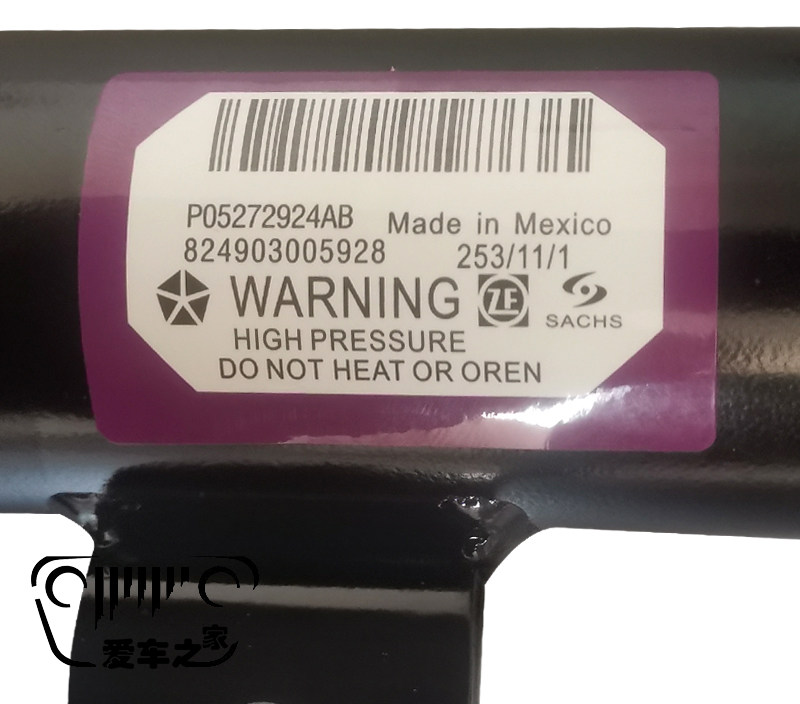 P05272924AB Made in Mexico
824903005928 253/11/1
WARNING ZF
SACHS
HIGH PRESSURE
DO NOT HEAT OR OREN
爱车之家